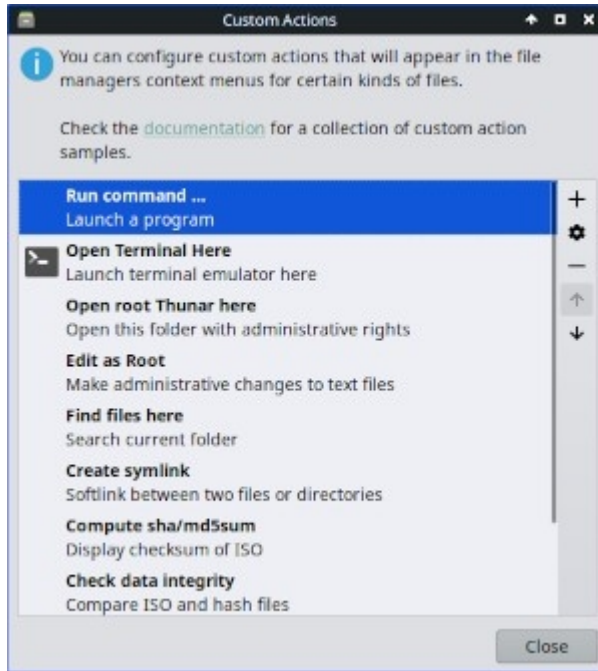 Custom Actions
You can configure custom actions that will appear in the file
managers context menus for certain kinds of files.
Check the documentation for a collection of custom action
samples.
Run command ...
Launch a program
Open Terminal Here
Launch terminal emulator here
Open root Thunar here
Open this folder with administrative rights
Edit as Root
Make administrative changes to text files
Find files here
Search current folder
Create symlink
Softlink between two files or directories
Compute sha/md5sum
Display checksum of ISO
Check data integrity
Compare ISO and hash files
Close